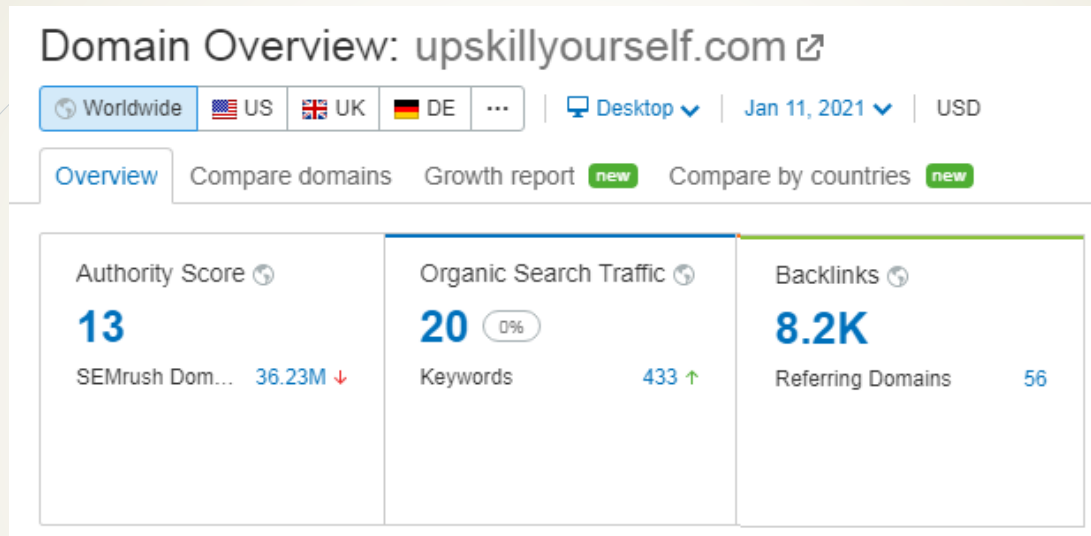 Domain Overview: upskillyourself.com
Worldwide US UK DE ... Desktop Jan 11, 2021 USD
Overview Compare domains Growth report new Compare by countries new
Authority Score Organic Search Traffic Backlinks
13 20 0% 8.2K
SEMrush Dom... 36.23M ↓ Keywords 433 ↑ Referring Domains 56